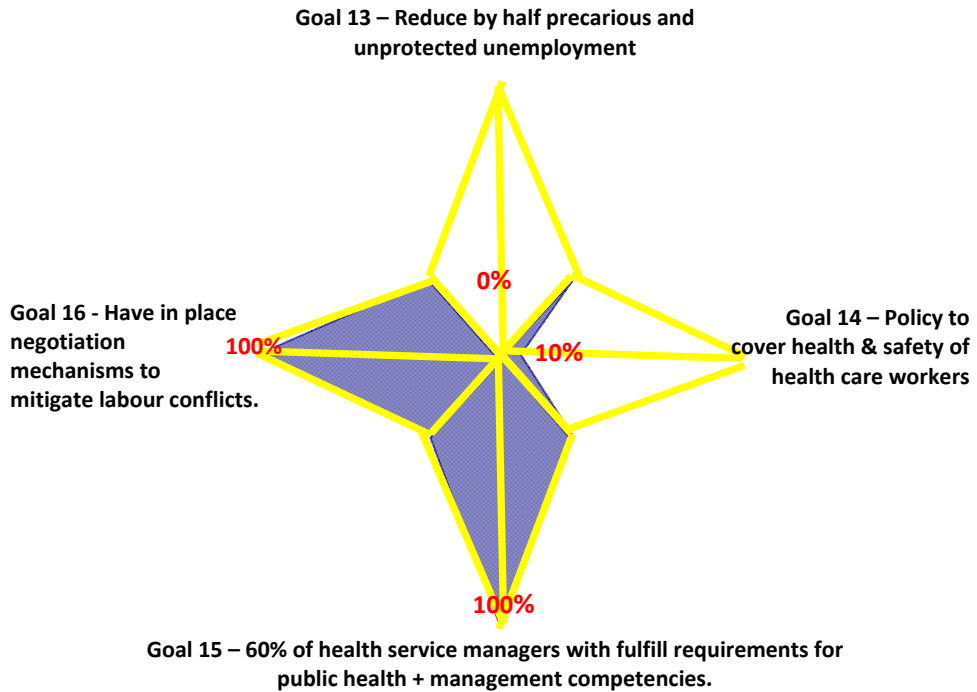 Goal 13 – Reduce by half precarious and
unprotected unemployment
0%
Goal 16 - Have in place
negotiation
mechanisms to
mitigate labour conflicts.
100%
10%
Goal 14 – Policy to
cover health & safety of
health care workers
100%
Goal 15 – 60% of health service managers with fulfill requirements for
public health + management competencies.